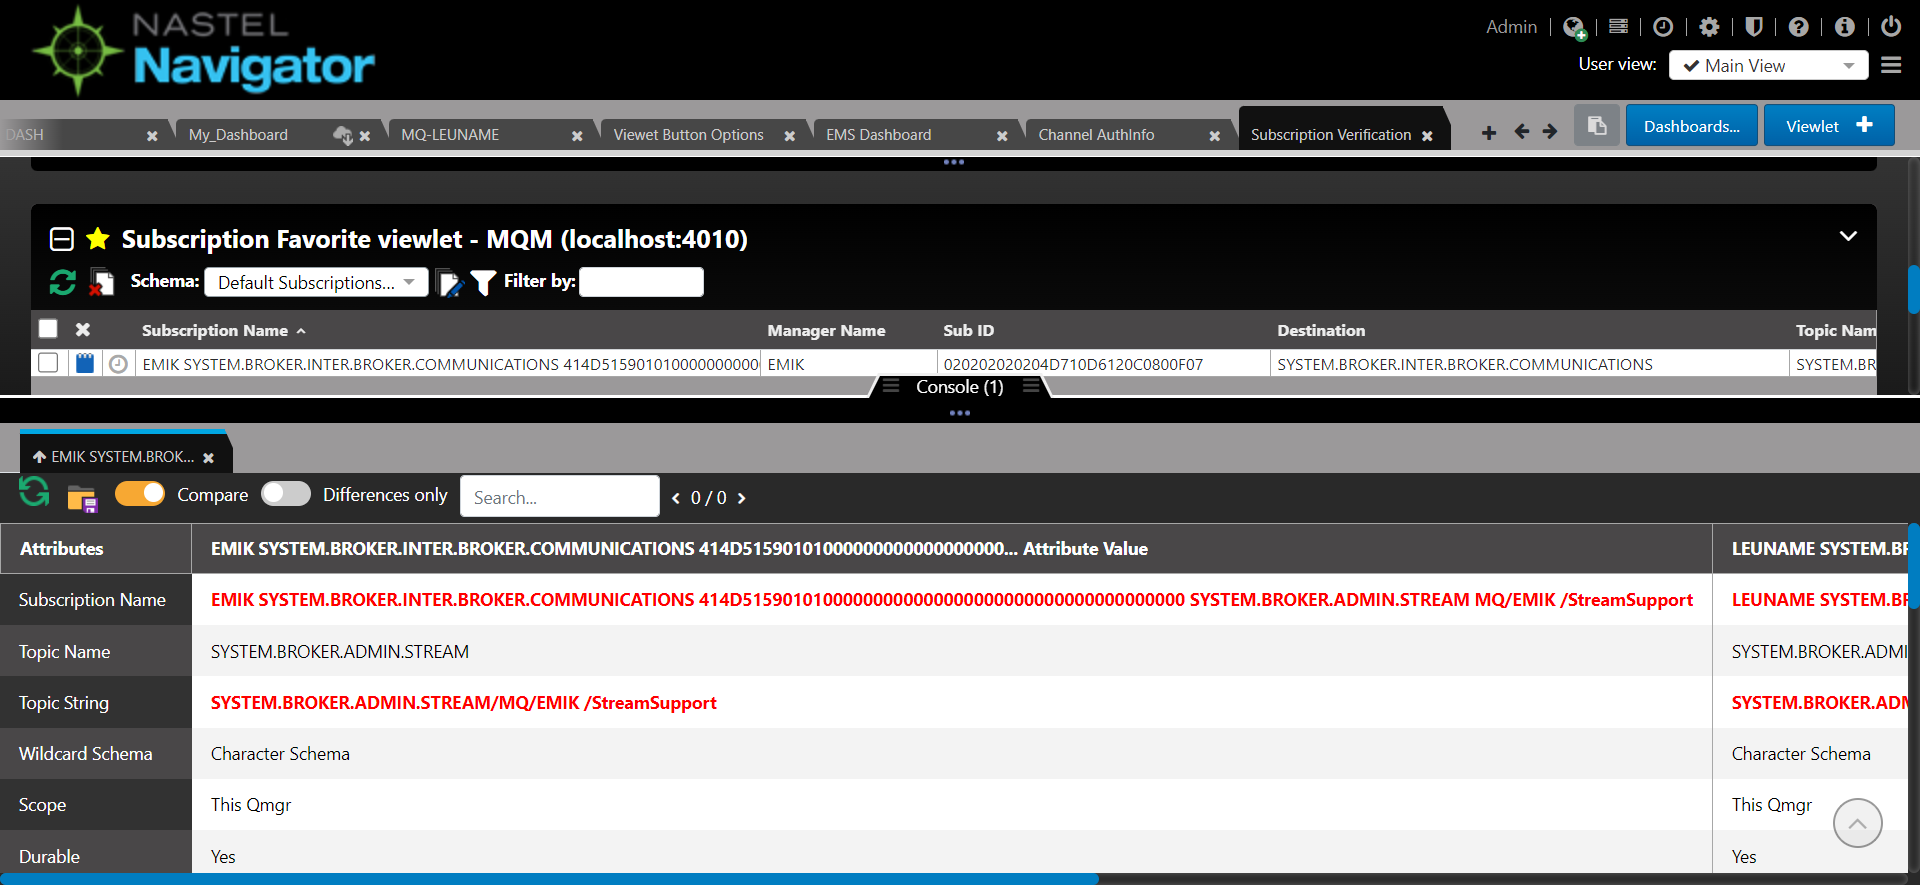 NASTEL
Navigator
Admin
User view: Main View
DASH
My_Dashboard
MQ-LEUNAME
Viewet Button Options
EMS Dashboard
Channel AuthInfo
Subscription Verification
Dashboards...
Viewlet
Subscription Favorite viewlet - MQM (localhost:4010)
Schema: Default Subscriptions... Filter by:
Subscription Name Manager Name Sub ID Destination Topic Nam
EMIK SYSTEM.BROKER.INTER.BROKER.COMMUNICATIONS 414D515901010000000000 EMIK 020202020204D710D6120C0800F07 SYSTEM.BROKER.INTER.BROKER.COMMUNICATIONS SYSTEM.BR
Console (1)
EMIK SYSTEM.BROK...
Compare Differences only Search... 0 / 0
Attributes EMIK SYSTEM.BROKER.INTER.BROKER.COMMUNICATIONS 414D51590101000000000000000000... Attribute Value LEUNAME SYSTEM.BR
Subscription Name EMIK SYSTEM.BROKER.INTER.BROKER.COMMUNICATIONS 414D515901010000000000000000000000000000000000 SYSTEM.BROKER.ADMIN.STREAM MQ/EMIK /StreamSupport LEUNAME SYSTEM.BR
Topic Name SYSTEM.BROKER.ADMIN.STREAM SYSTEM.BROKER.ADMI
Topic String SYSTEM.BROKER.ADMIN.STREAM/MQ/EMIK /StreamSupport SYSTEM.BROKER.ADM
Wildcard Schema Character Schema Character Schema
Scope This Qmgr This Qmgr
Durable Yes Yes